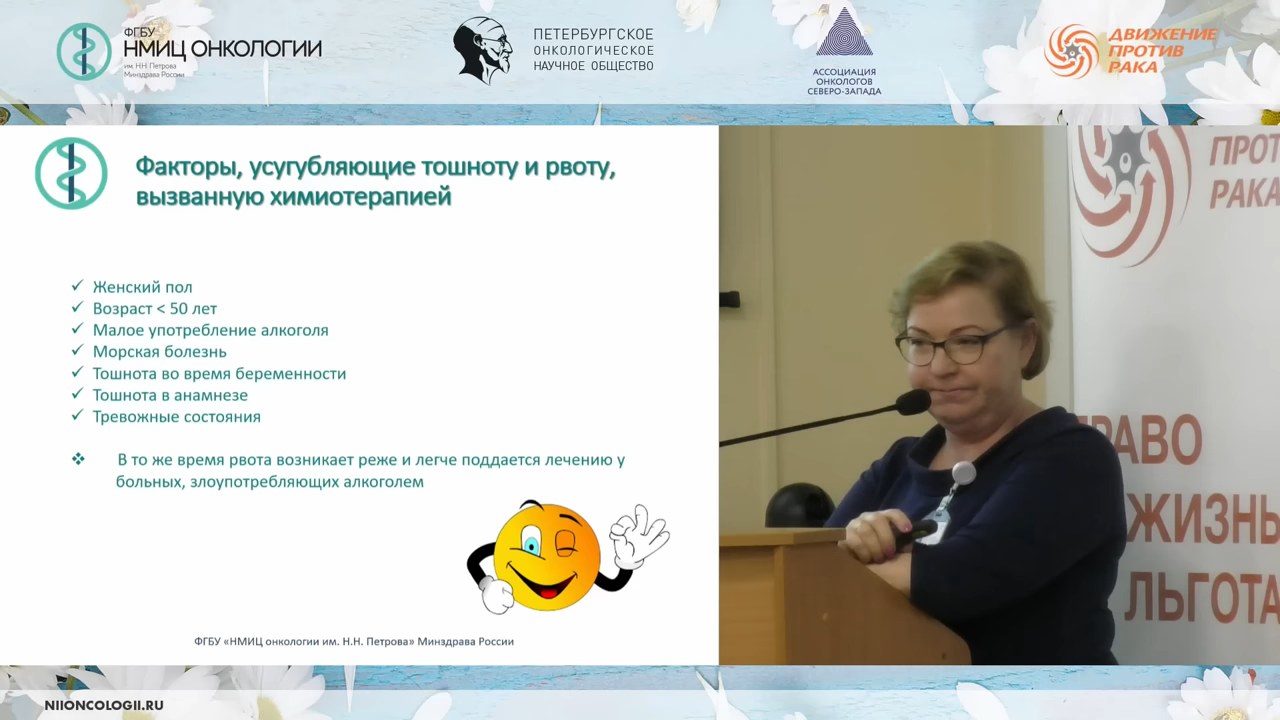 ФГБУ
НМИЦ ОНКОЛОГИИ
им. Н.Н. Петрова
Минздрава России
ПЕТЕРБУРГСКОЕ
ОНКОЛОГИЧЕСКОЕ
НАУЧНОЕ ОБЩЕСТВО
АССОЦИАЦИЯ
ОНКОЛОГОВ
СЕВЕРО-ЗАПАДА
ДВИЖЕНИЕ
ПРОТИВ
РАКА
Факторы, усугубляющие тошноту и рвоту,
вызванную химиотерапией
✓ Женский пол
✓ Возраст < 50 лет
✓ Малое употребление алкоголя
✓ Морская болезнь
✓ Тошнота во время беременности
✓ Тошнота в анамнезе
✓ Тревожные состояния
❖ В то же время рвота возникает реже и легче поддается лечению у
больных, злоупотребляющих алкоголем
ФГБУ «НМИЦ онкологии им. Н.Н. Петрова» Минздрава России
ПРОТ
РАКА
РАВО
ЖИЗНЬ
ЛЬГОТА
NIIONCOLOGII.RU